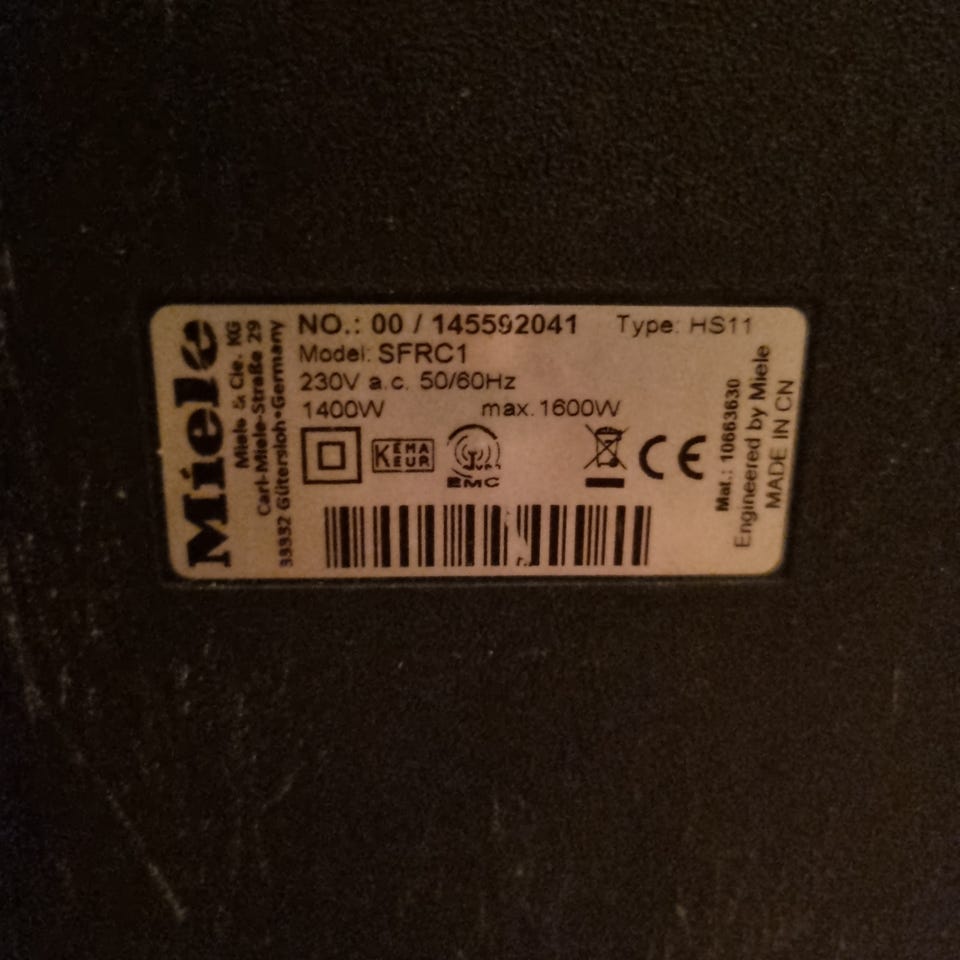 Miele
Miele & Cie. KG
Carl-Miele-Straße 29
33332 Gütersloh•Germany
NO.: 00 / 145592041 Type: HS11
Model: SFRC1
230V a.c. 50/60Hz
1400W max. 1600W
KEMA
EUR
EMC
CE
Mat.: 10663630
Engineered by Miele
MADE IN CN